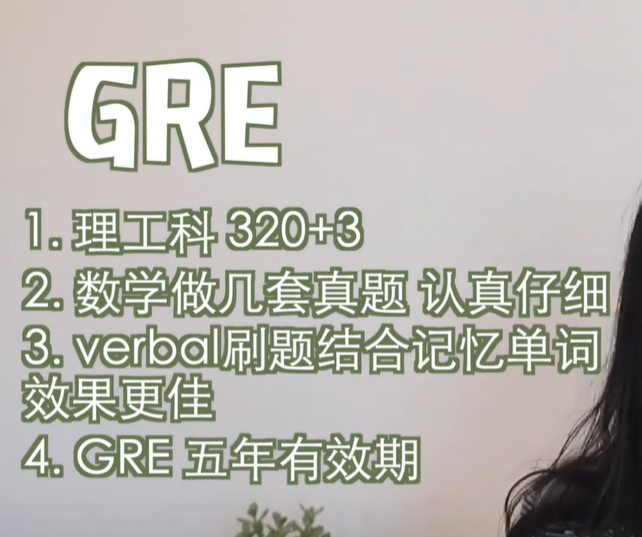 GRE
1. 理工科 320+3
2. 数学做几套真题 认真仔细
3. verbal刷题结合记忆单词
效果更佳
4. GRE 五年有效期